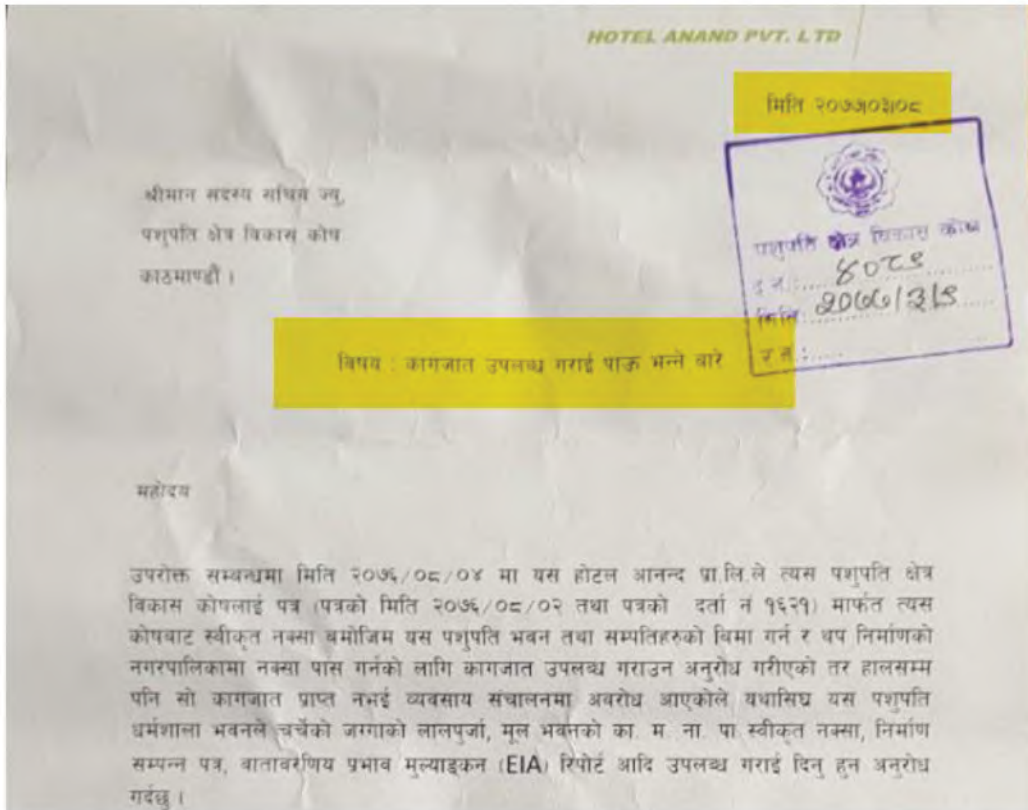 HOTEL ANAND PVT. LTD
मिति २०७७।०३।०८
श्रीमान सदस्य सचिव ज्यु,
पशुपति क्षेत्र विकास कोष
काठमाण्डौं ।
पशुपति क्षेत्र विकास कोष
द नं.:..... ४०८९
मिति: २०७७/३/९
विषय : कागजात उपलब्ध गराई पाऊ भन्ने बारे
महोदय
उपरोक्त सम्बन्धमा मिति २०७६/०८/०४ मा यस होटल आनन्द प्रा.लि.ले त्यस पशुपति क्षेत्र
विकास कोषलाई पत्र (पत्रको मिति २०७६/०८/०२ तथा पत्रको दर्ता नं १६२१) मार्फत त्यस
कोषबाट स्वीकृत नक्सा बमोजिम यस पशुपति भवन तथा सम्पतिहरुको विमा गर्न र थप निर्माणको
नगरपालिकामा नक्सा पास गर्नको लागि कागजात उपलब्ध गराउन अनुरोध गरीएको तर हालसम्म
पनि सो कागजात प्राप्त नभई व्यवसाय संचालनमा अवरोध आएकोले यथासिघ्र यस पशुपति
धर्मशाला भवनले चर्चेको जग्गाको लालपुर्जा, मूल भवनको का. म. ना. पा स्वीकृत नक्सा, निर्माण
सम्पन्न पत्र, वातावरणिय प्रभाव मुल्याङ्कन (EIA) रिपोर्ट आदि उपलब्ध गराई दिनु हुन अनुरोध
गर्दछु ।